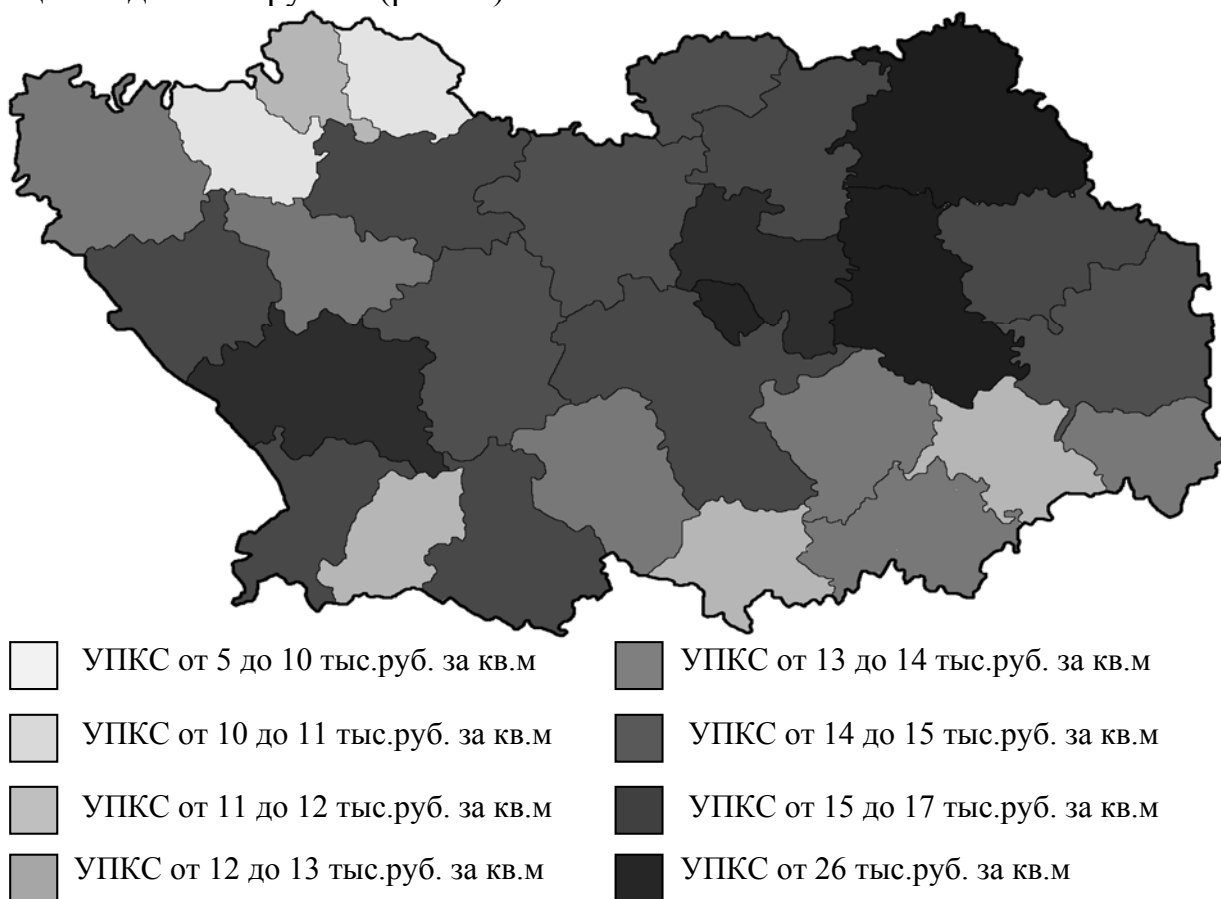 УПКС от 5 до 10 тыс.руб. за кв.м
УПКС от 10 до 11 тыс.руб. за кв.м
УПКС от 11 до 12 тыс.руб. за кв.м
УПКС от 12 до 13 тыс.руб. за кв.м
УПКС от 13 до 14 тыс.руб. за кв.м
УПКС от 14 до 15 тыс.руб. за кв.м
УПКС от 15 до 17 тыс.руб. за кв.м
УПКС от 26 тыс.руб. за кв.м